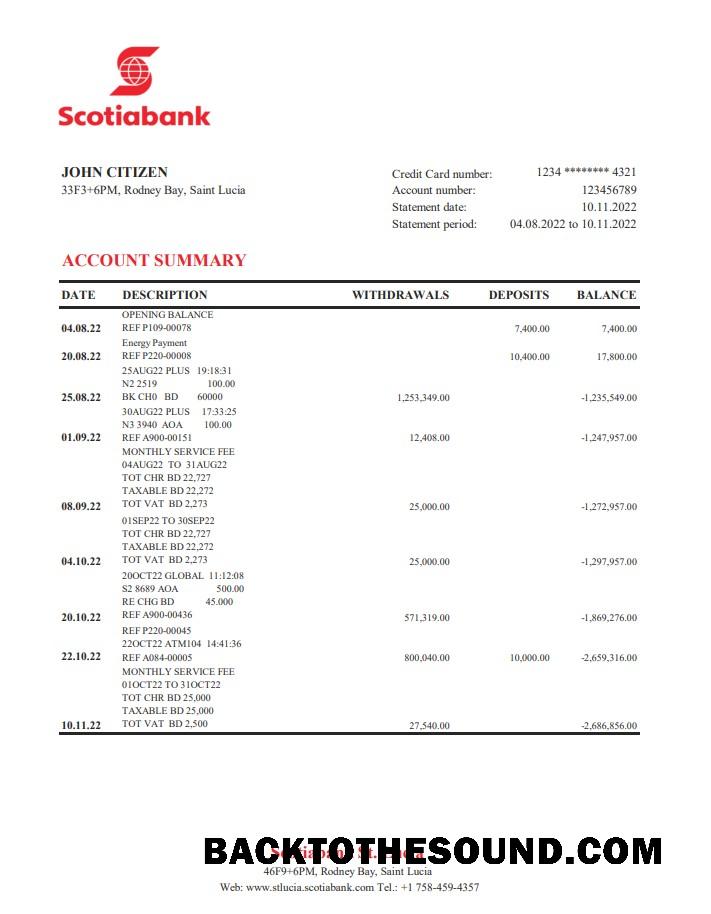 Scotiabank
JOHN CITIZEN
33F3+6PM, Rodney Bay, Saint Lucia
Credit Card number: 1234 ******** 4321
Account number: 123456789
Statement date: 10.11.2022
Statement period: 04.08.2022 to 10.11.2022
ACCOUNT SUMMARY
DATE DESCRIPTION WITHDRAWALS DEPOSITS BALANCE
OPENING BALANCE
04.08.22 REF P109-00078 7,400.00 7,400.00
Energy Payment
20.08.22 REF P220-00008 10,400.00 17,800.00
25AUG22 PLUS 19:18:31
N2 2519 100.00
25.08.22 BK CH0 BD 60000 1,253,349.00 -1,235,549.00
30AUG22 PLUS 17:33:25
N3 3940 AOA 100.00
01.09.22 REF A900-00151 12,408.00 -1,247,957.00
MONTHLY SERVICE FEE
04AUG22 TO 31AUG22
TOT CHR BD 22,727
TAXABLE BD 22,272
08.09.22 TOT VAT BD 2,273 25,000.00 -1,272,957.00
01SEP22 TO 30SEP22
TOT CHR BD 22,727
TAXABLE BD 22,272
04.10.22 TOT VAT BD 2,273 25,000.00 -1,297,957.00
20OCT22 GLOBAL 11:12:08
S2 8689 AOA 500.00
RE CHG BD 45.000
20.10.22 REF A900-00436 571,319.00 -1,869,276.00
REF P220-00045
22OCT22 ATM104 14:41:36
22.10.22 REF A084-00005 800,040.00 10,000.00 -2,659,316.00
MONTHLY SERVICE FEE
01OCT22 TO 31OCT22
TOT CHR BD 25,000
TAXABLE BD 25,000
10.11.22 TOT VAT BD 2,500 27,540.00 -2,686,856.00
BACKTOTHESOUND.COM
46F9+6PM, Rodney Bay, Saint Lucia
Web: www.stlucia.scotiabank.com Tel.: +1 758-459-4357